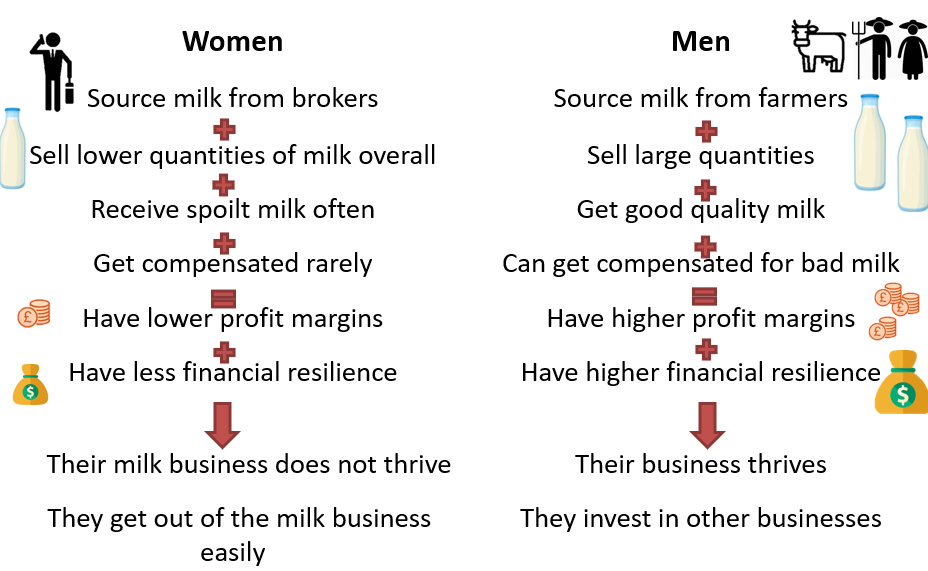 Women
Source milk from brokers
Sell lower quantities of milk overall
Receive spoilt milk often
Get compensated rarely
Have lower profit margins
Have less financial resilience
Their milk business does not thrive
They get out of the milk business
easily
Men
Source milk from farmers
Sell large quantities
Get good quality milk
Can get compensated for bad milk
Have higher profit margins
Have higher financial resilience
Their business thrives
They invest in other businesses
£
$
£
£
£
$